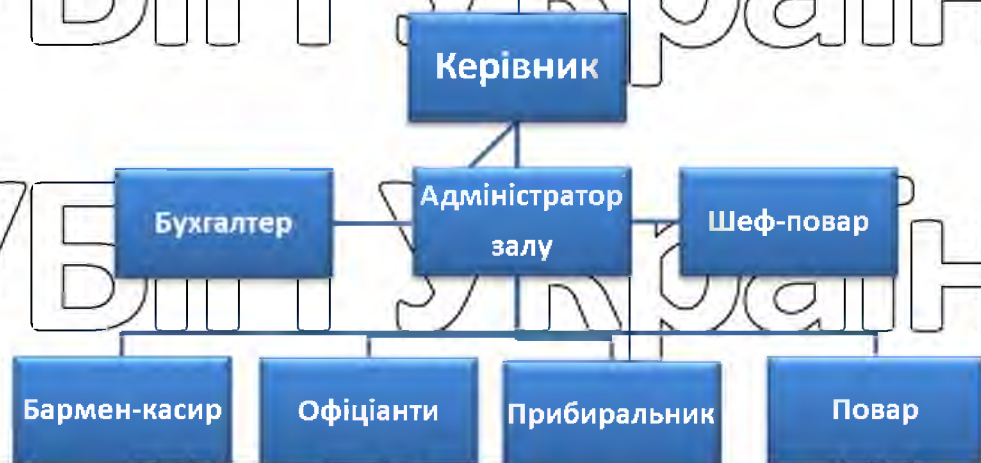 Керівник
Бухгалтер
Адміністратор
залу
Шеф-повар
Бармен-касир
Офіціанти
Прибиральник
Повар